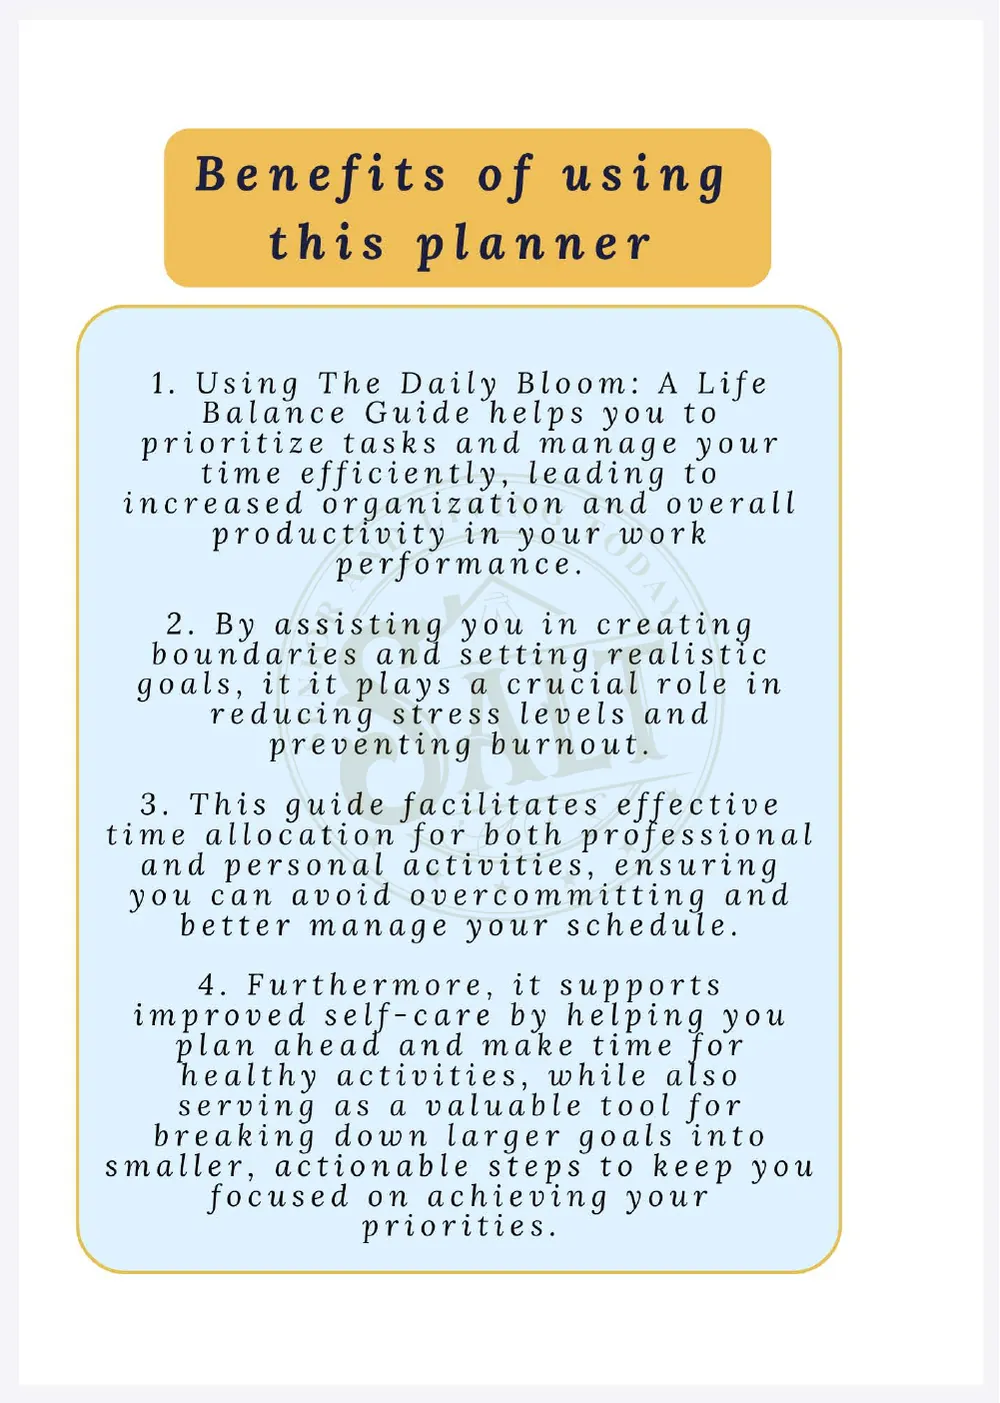 Benefits of using
this planner
1. Using The Daily Bloom: A Life
Balance Guide helps you to
prioritize tasks and manage your
time efficiently, leading to
increased organization and overall
productivity in your work
performance.
2. By assisting you in creating
boundaries and setting realistic
goals, it it plays a crucial role in
reducing stress levels and
preventing burnout.
3. This guide facilitates effective
time allocation for both professional
and personal activities, ensuring
you can avoid overcommitting and
better manage your schedule.
4. Furthermore, it supports
improved self-care by helping you
plan ahead and make time for
healthy activities, while also
serving as a valuable tool for
breaking down larger goals into
smaller, actionable steps to keep you
focused on achieving your
priorities.
AND LIVING TODAY
SALT